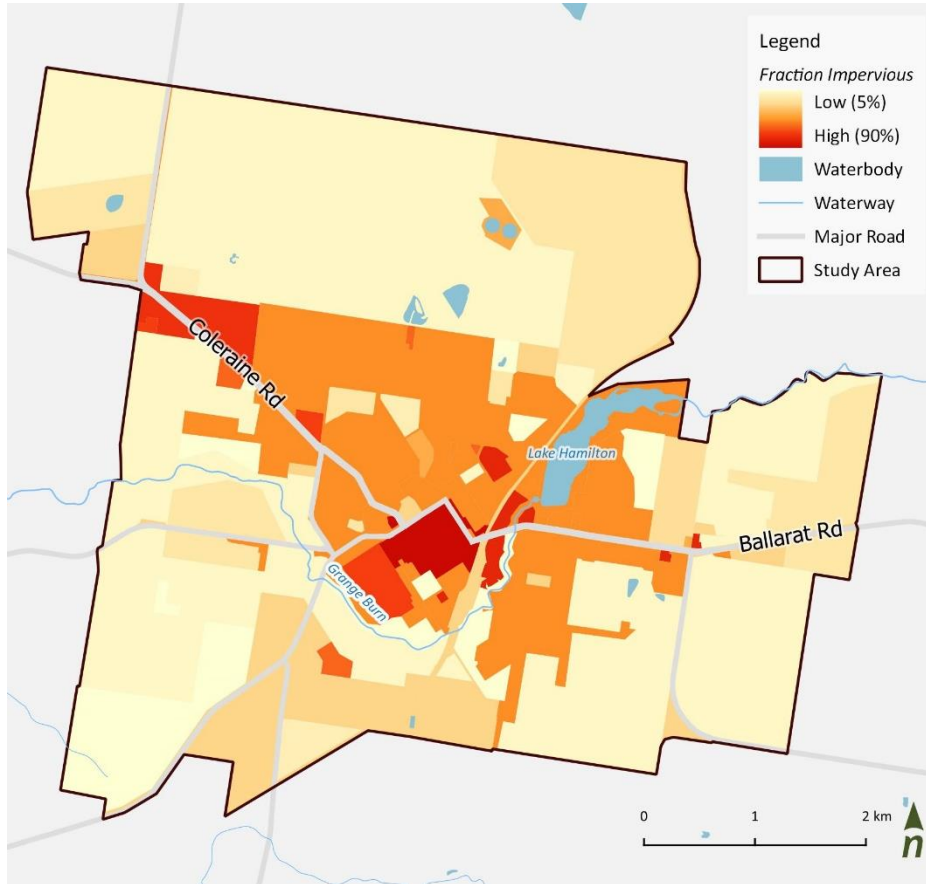 Legend
Fraction Impervious
Low (5%)
High (90%)
Waterbody
Waterway
Major Road
Study Area
Coleraine Rd
Lake Hamilton
Ballarat Rd
Grange Burn
0 1 2 km
n